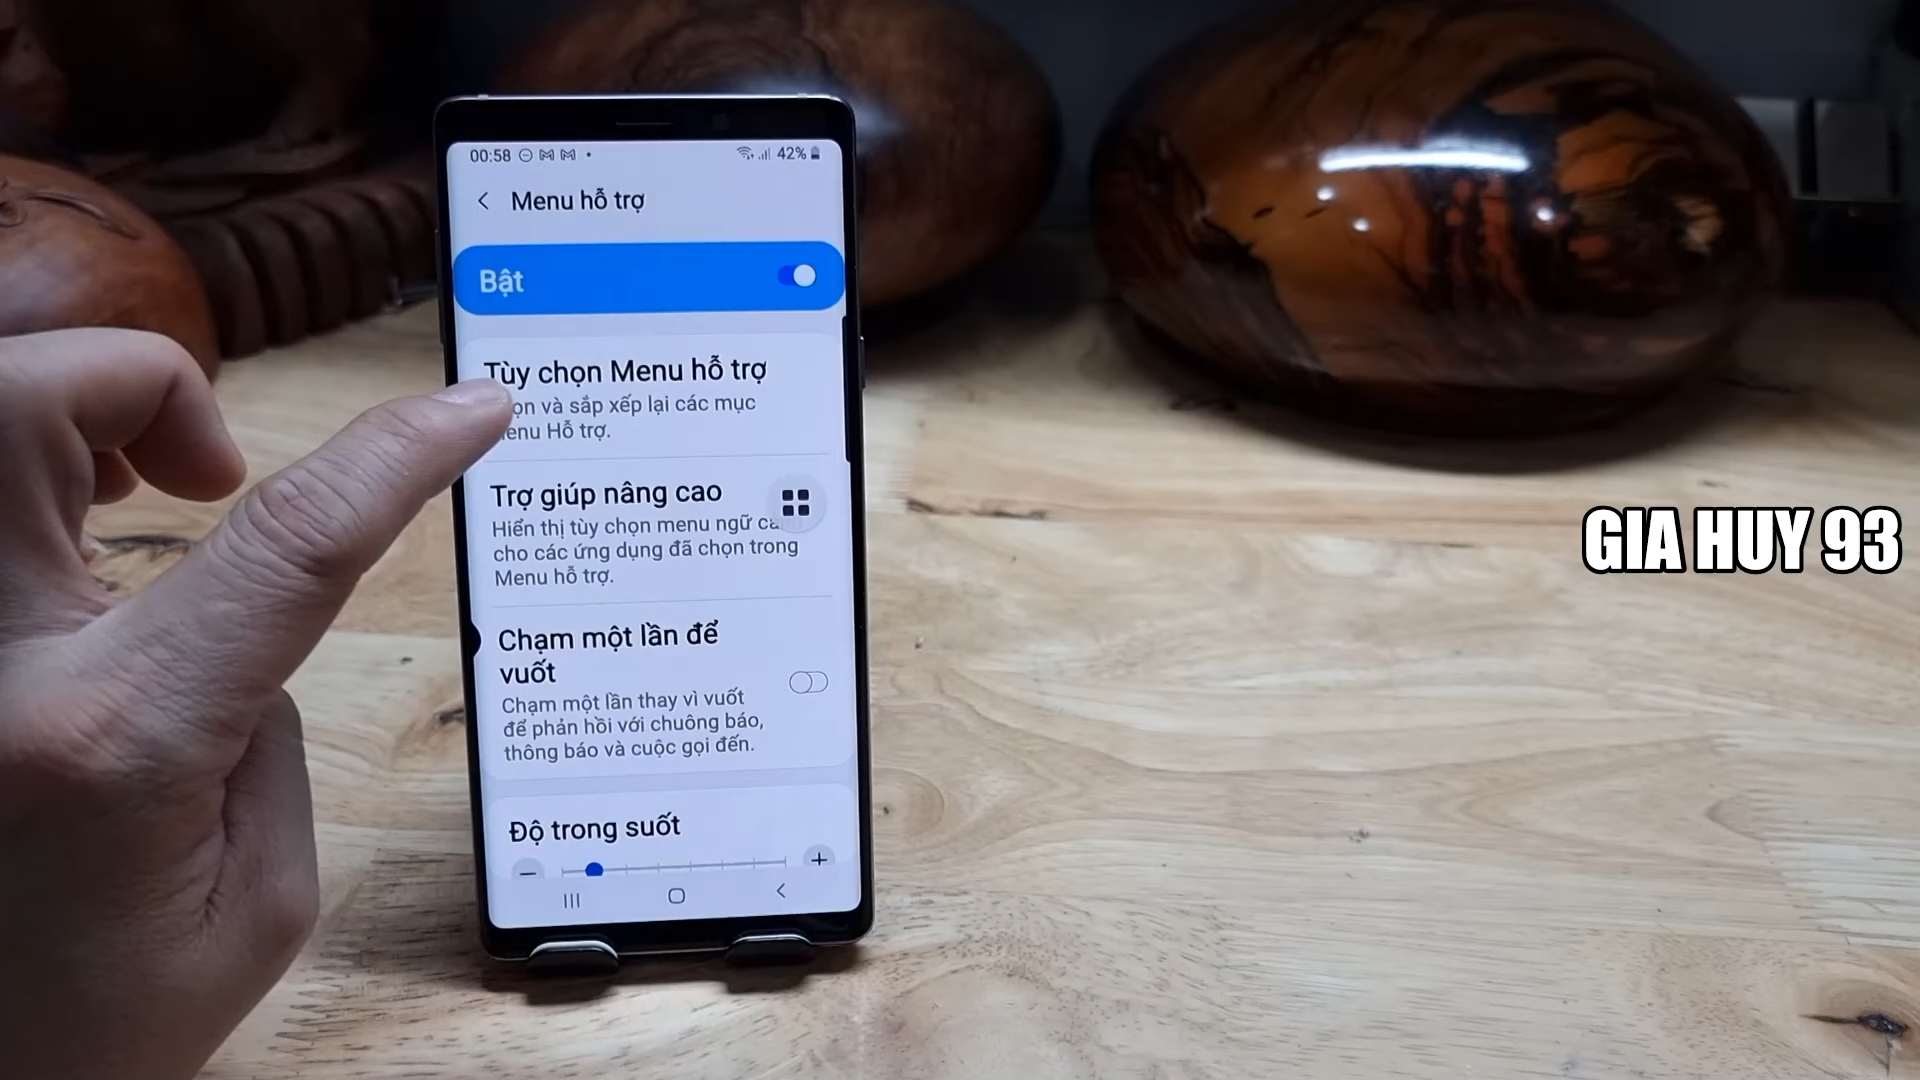 00:58 42%
Menu hỗ trợ
Bật
Tùy chọn Menu hỗ trợ
và sắp xếp lại các mục
Hỗ trợ.
Trợ giúp nâng cao
Hiển thị tùy chọn menu ngữ
cho các ứng dụng đã chọn trong
Menu hỗ trợ.
Chạm một lần để
vuốt
Chạm một lần thay vì vuốt
để phản hồi với chuông báo,
thông báo và cuộc gọi đến.
Độ trong suốt
GIA HUY 93